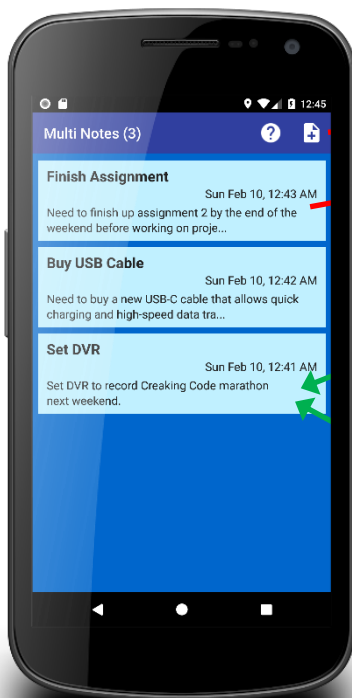 12:45
Multi Notes (3)
Finish Assignment
Sun Feb 10, 12:43 AM
Need to finish up assignment 2 by the end of the
weekend before working on proje...
Buy USB Cable
Sun Feb 10, 12:42 AM
Need to buy a new USB-C cable that allows quick
charging and high-speed data tra...
Set DVR
Sun Feb 10, 12:41 AM
Set DVR to record Creaking Code marathon
next weekend.